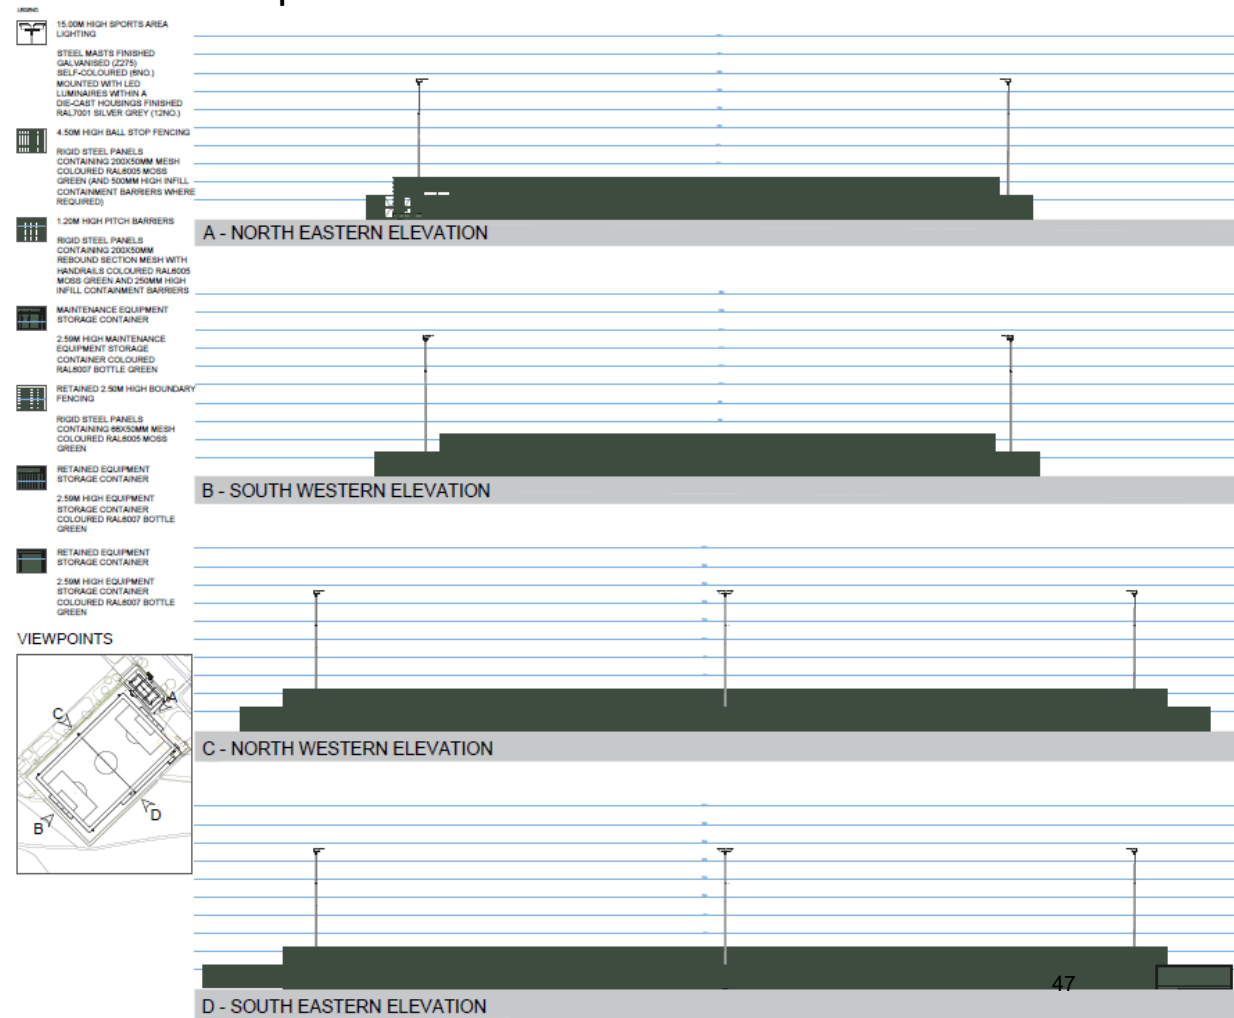 LEGEND
15.00M HIGH SPORTS AREA
LIGHTING
STEEL MASTS FINISHED
GALVANISED (Z275)
SELF-COLOURED (6NO.)
MOUNTED WITH LED
LUMINAIRES WITHIN A
DIE-CAST HOUSINGS FINISHED
RAL7001 SILVER GREY (12NO.)
4.50M HIGH BALL STOP FENCING
RIGID STEEL PANELS
CONTAINING 200X50MM MESH
COLOURED RAL6005 MOSS
GREEN (AND 500MM HIGH INFILL
CONTAINMENT BARRIERS WHERE
REQUIRED)
1.20M HIGH PITCH BARRIERS
RIGID STEEL PANELS
CONTAINING 200X50MM
REBOUND SECTION MESH WITH
HANDRAILS COLOURED RAL6005
MOSS GREEN AND 250MM HIGH
INFILL CONTAINMENT BARRIERS
MAINTENANCE EQUIPMENT
STORAGE CONTAINER
2.59M HIGH MAINTENANCE
EQUIPMENT STORAGE
CONTAINER COLOURED
RAL6007 BOTTLE GREEN
RETAINED 2.50M HIGH BOUNDARY
FENCING
RIGID STEEL PANELS
CONTAINING 66X50MM MESH
COLOURED RAL6005 MOSS
GREEN
RETAINED EQUIPMENT
STORAGE CONTAINER
2.59M HIGH EQUIPMENT
STORAGE CONTAINER
COLOURED RAL6007 BOTTLE
GREEN
RETAINED EQUIPMENT
STORAGE CONTAINER
2.59M HIGH EQUIPMENT
STORAGE CONTAINER
COLOURED RAL6007 BOTTLE
GREEN
VIEWPOINTS
A
C
B
D
A - NORTH EASTERN ELEVATION
B - SOUTH WESTERN ELEVATION
C - NORTH WESTERN ELEVATION
47
D - SOUTH EASTERN ELEVATION